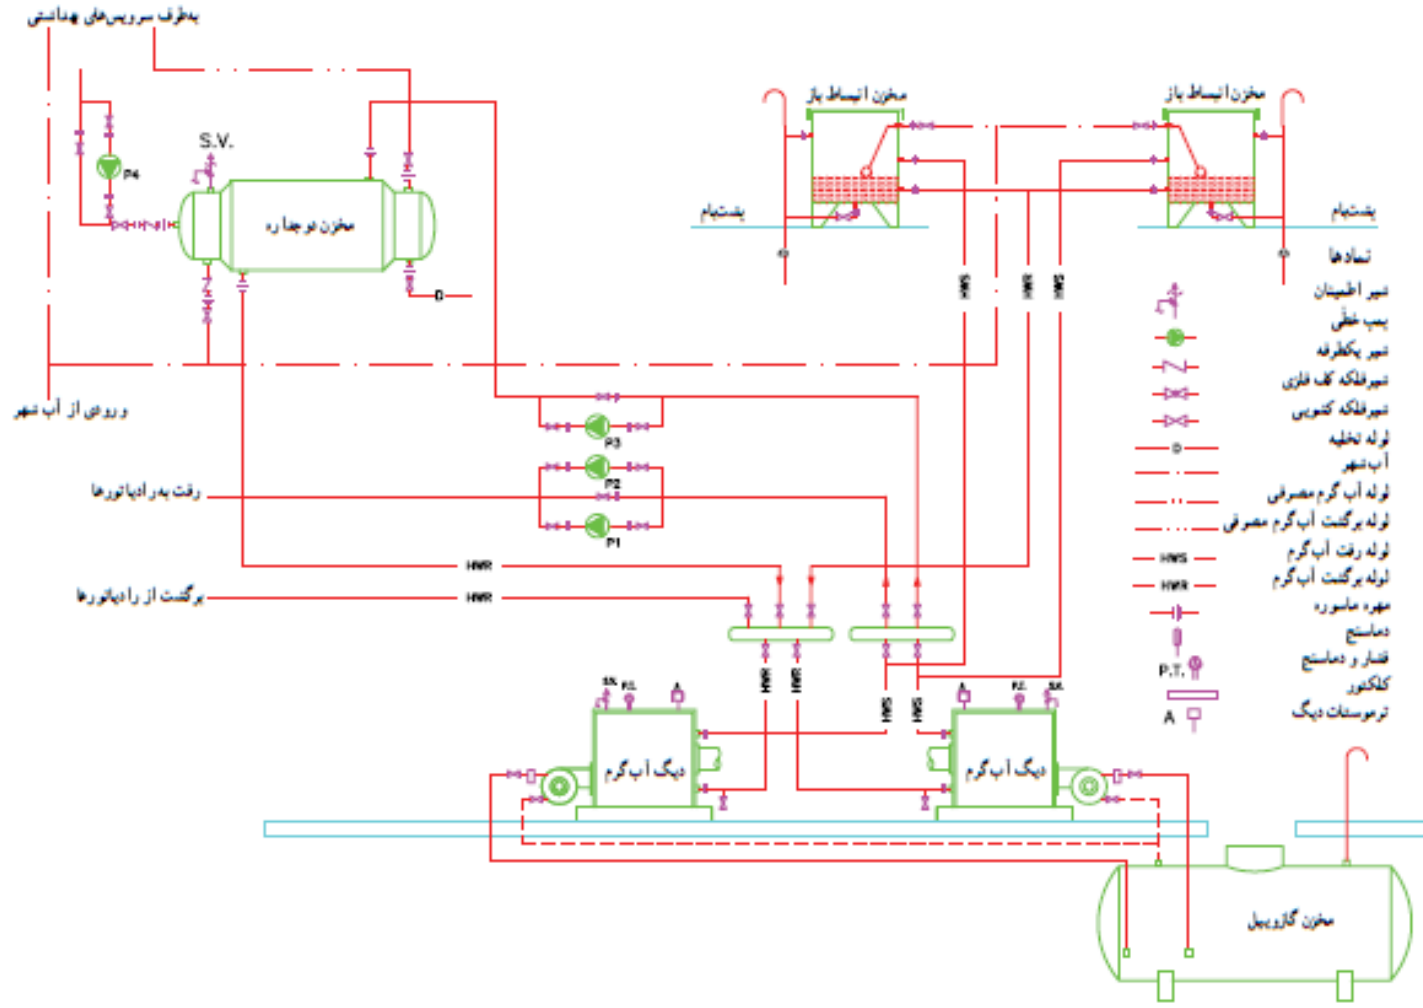 به‌طرف سرویس‌های بهداشتی
S.V.
P4
مخزن دوجداره
D
ورودی از آب شهر
مخزن انبساط باز
مخزن انبساط باز
پشت‌بام
پشت‌بام
D
D
HWS
HWR
HWS
نمادها
شیر اطمینان
پمپ خطی
شیر یکطرفه
شیرفلکه کف فلزی
شیرفلکه کشویی
D
لوله تخلیه
آب شهر
لوله آب گرم مصرفی
لوله برگشت آب‌گرم مصرفی
HWS
لوله رفت آب‌گرم
HWR
لوله برگشت آب‌گرم
مهره ماسوره
دماسنج
P.T.
فشار و دماسنج
کلکتور
A
ترموستات دیگ
P3
P2
P1
رفت به‌رادیاتورها
HWR
برگشت از رادیاتورها
HWR
HWR
HWR
HWS
HWS
S.V.
P.T.
A
A
P.T.
S.V.
دیگ آب‌گرم
دیگ آب‌گرم
مخزن گازوییل